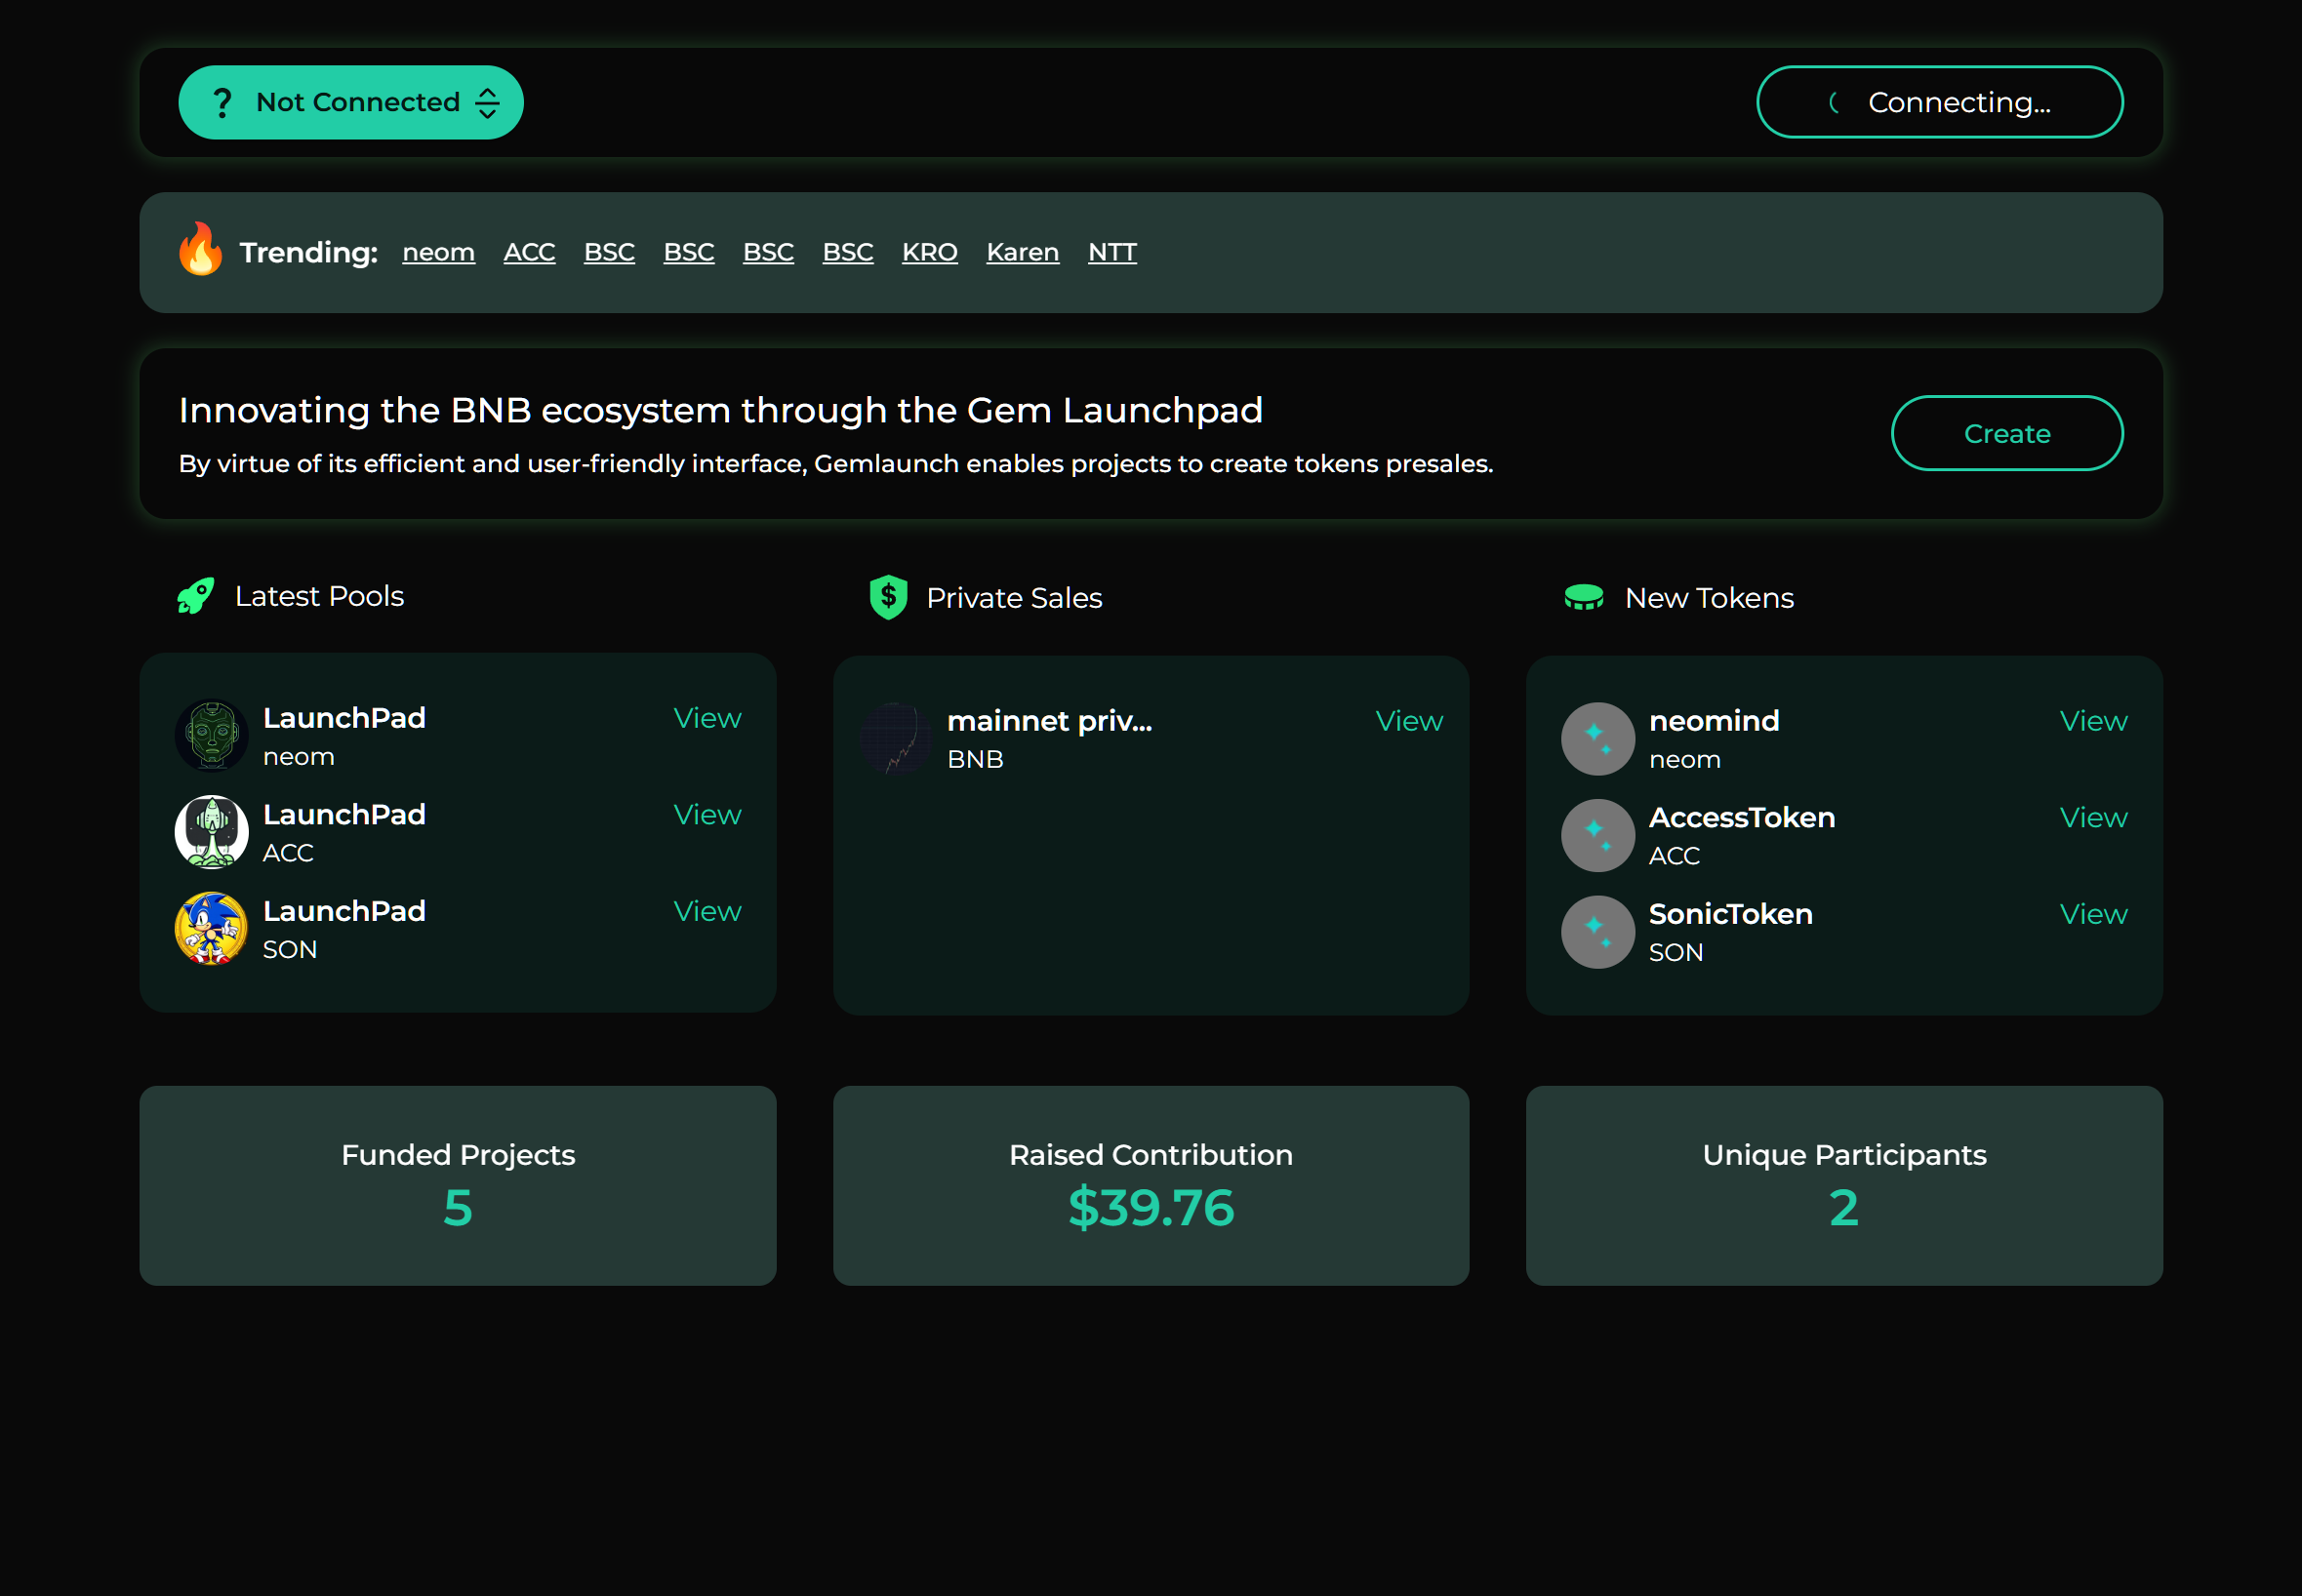 ? Not Connected
Connecting...
Trending: neom ACC BSC BSC BSC BSC KRO Karen NTT
Innovating the BNB ecosystem through the Gem Launchpad
By virtue of its efficient and user-friendly interface, Gemlaunch enables projects to create tokens presales.
Create
Latest Pools
LaunchPad View
neom
LaunchPad View
ACC
LaunchPad View
SON
Private Sales
mainnet priv... View
BNB
New Tokens
neomind View
neom
AccessToken View
ACC
SonicToken View
SON
Funded Projects
5
Raised Contribution
$39.76
Unique Participants
2